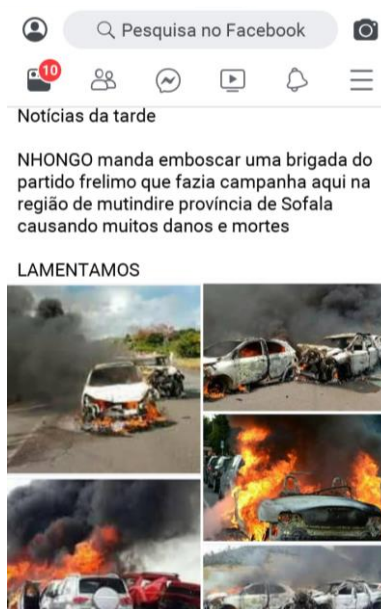 Pesquisa no Facebook
10
Notícias da tarde
NHONGO manda emboscar uma brigada do
partido frelimo que fazia campanha aqui na
região de mutindire província de Sofala
causando muitos danos e mortes
LAMENTAMOS